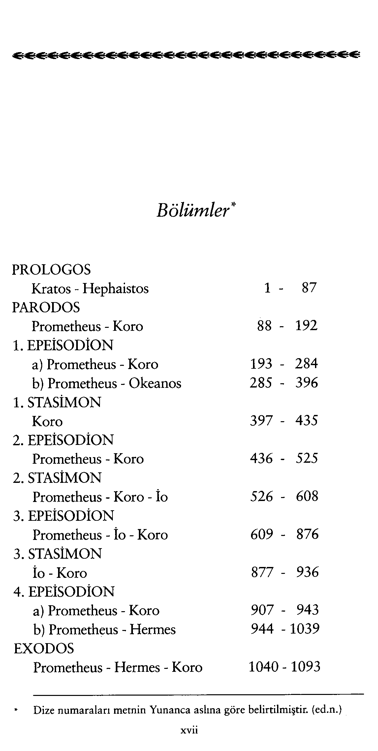 Bölümler*
PROLOGOS
Kratos - Hephaistos 1 - 87
PARODOS
Prometheus - Koro 88 - 192
1. EPEİSODİON
a) Prometheus - Koro 193 - 284
b) Prometheus - Okeanos 285 - 396
1. STASİMON
Koro 397 - 435
2. EPEİSODİON
Prometheus - Koro 436 - 525
2. STASİMON
Prometheus - Koro - İo 526 - 608
3. EPEİSODİON
Prometheus - İo - Koro 609 - 876
3. STASİMON
İo - Koro 877 - 936
4. EPEİSODİON
a) Prometheus - Koro 907 - 943
b) Prometheus - Hermes 944 - 1039
EXODOS
Prometheus - Hermes - Koro 1040 - 1093
* Dize numaraları metnin Yunanca aslına göre belirtilmiştir. (ed.n.)
xvii